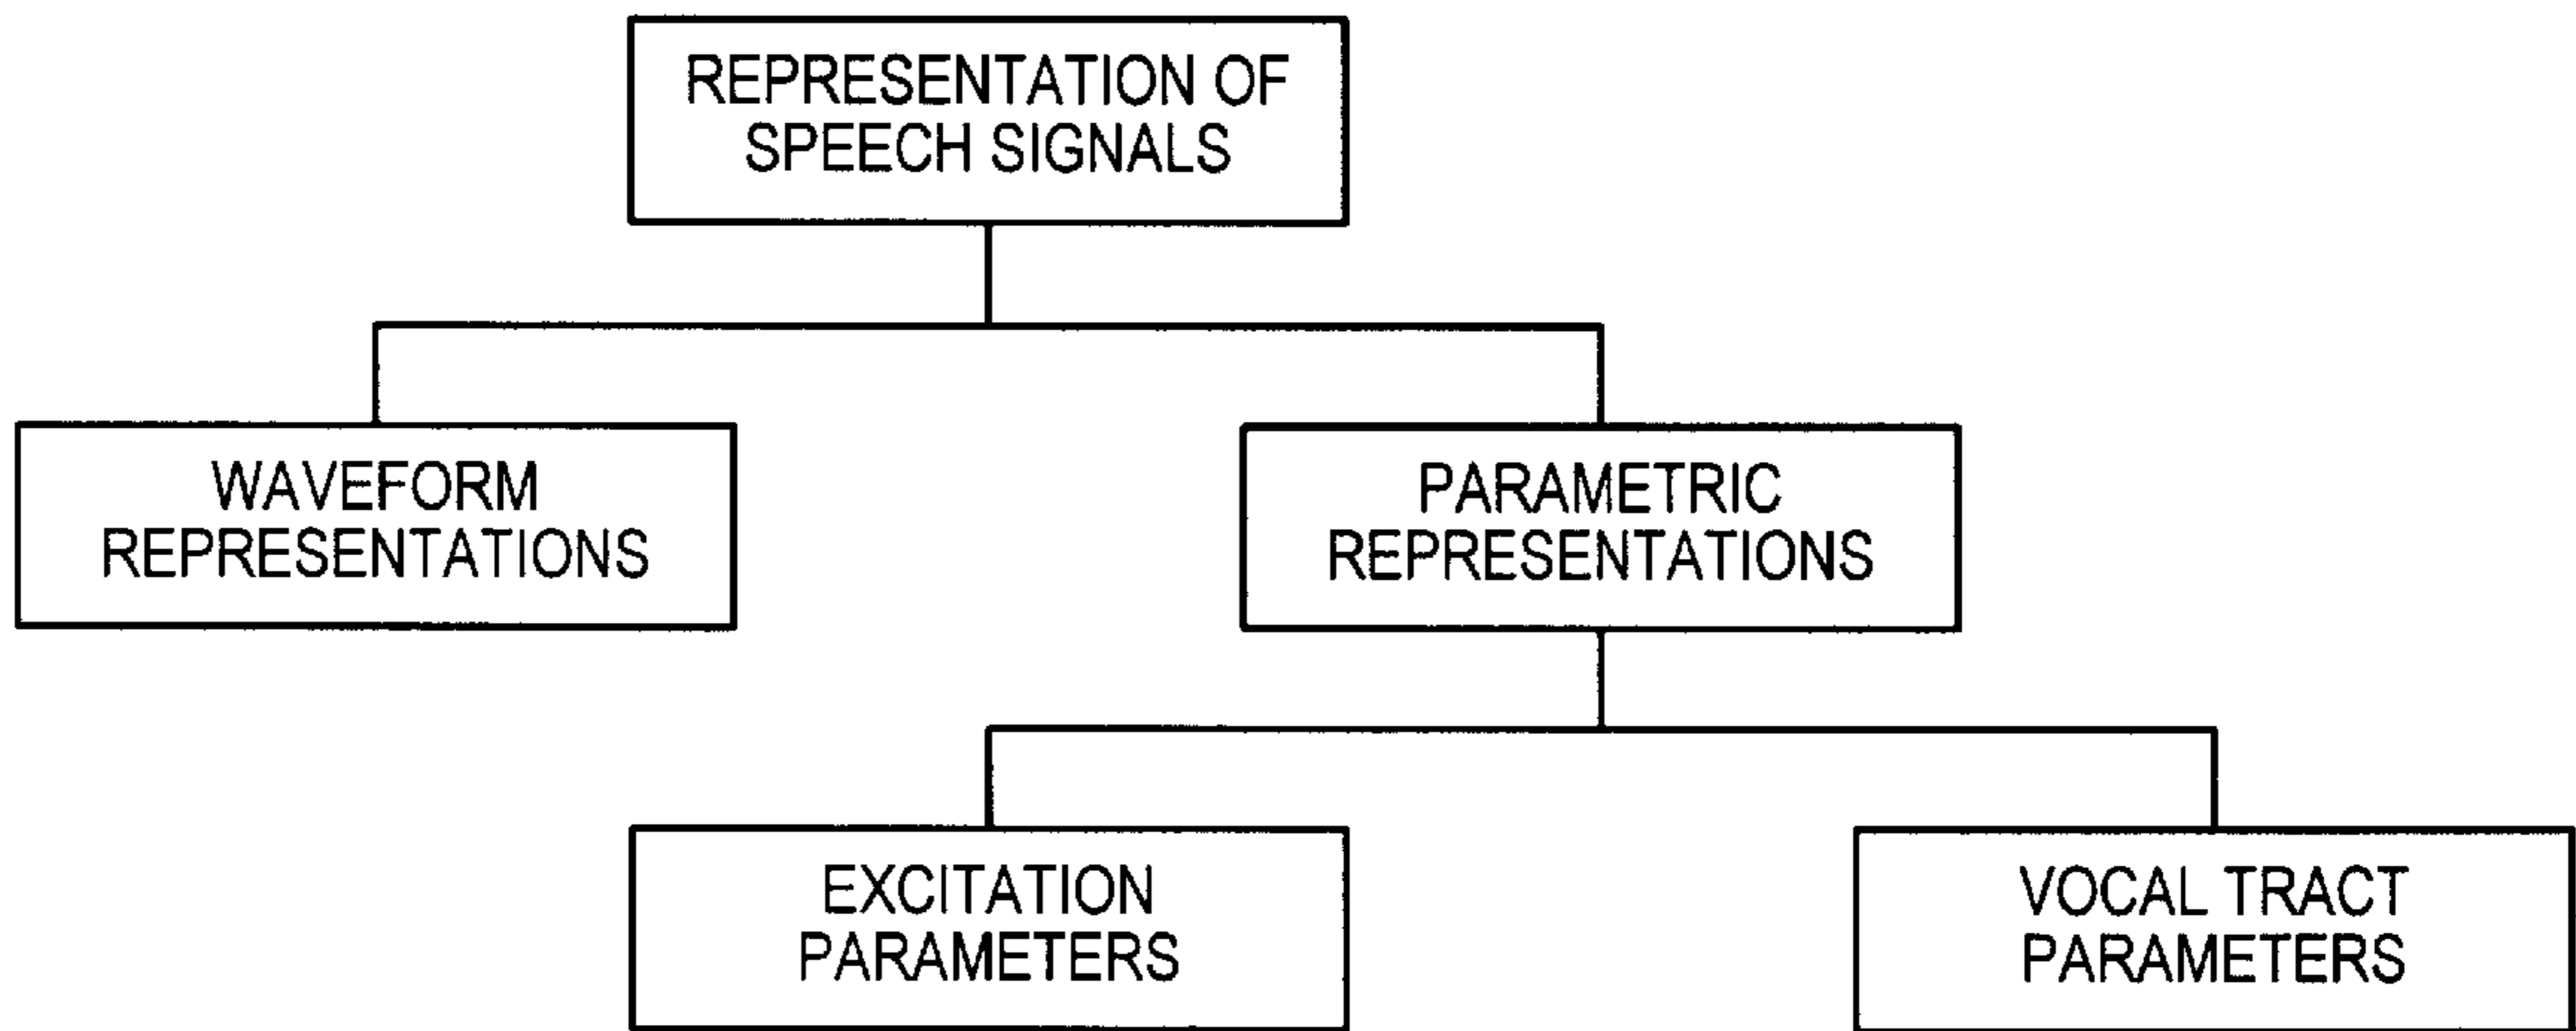 REPRESENTATION OF
SPEECH SIGNALS
WAVEFORM
REPRESENTATIONS
PARAMETRIC
REPRESENTATIONS
EXCITATION
PARAMETERS
VOCAL TRACT
PARAMETERS